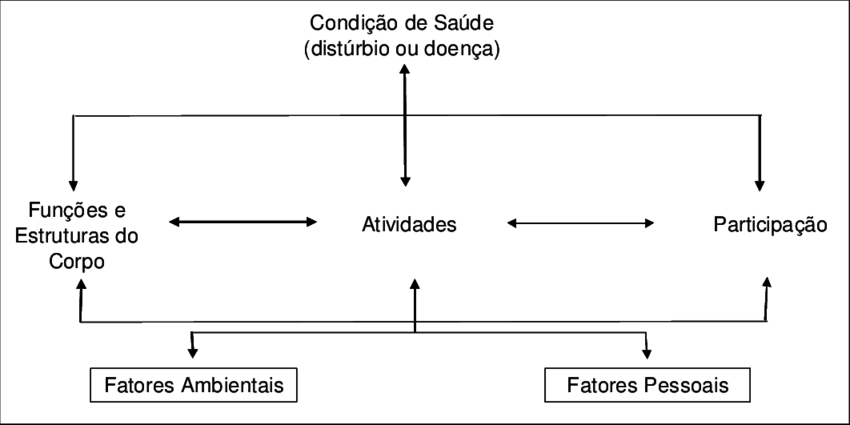 Condição de Saúde
(distúrbio ou doença)
Funções e
Estruturas do
Corpo
Atividades
Participação
Fatores Ambientais
Fatores Pessoais